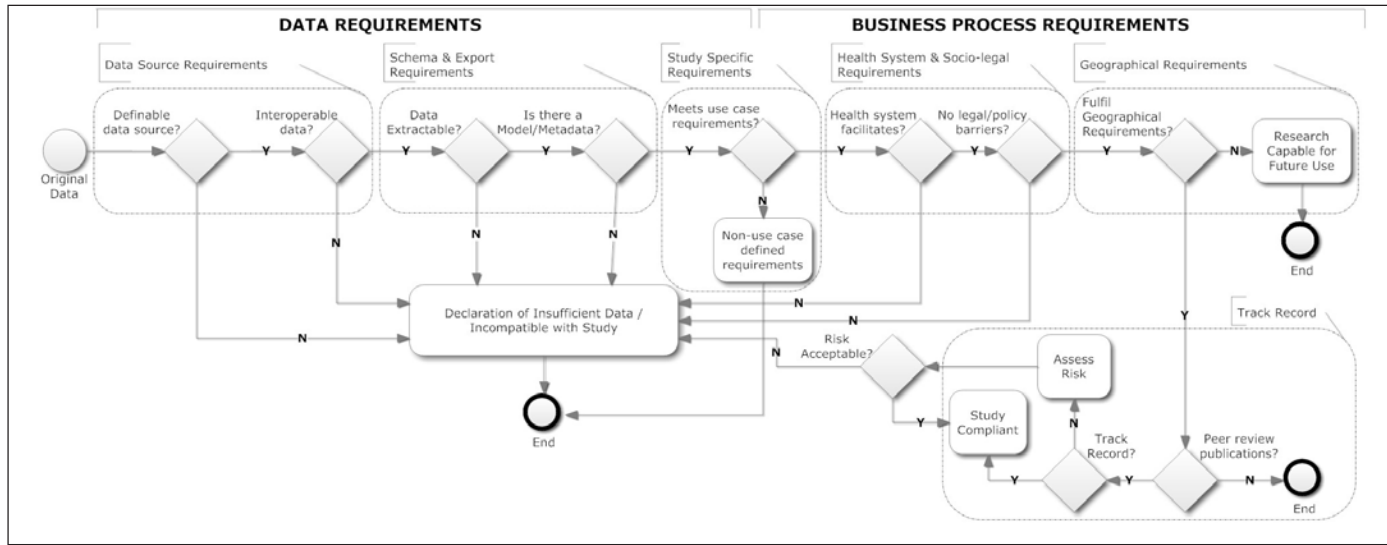 DATA REQUIREMENTS
BUSINESS PROCESS REQUIREMENTS
Data Source Requirements
Schema & Export
Requirements
Study Specific
Requirements
Health System & Socio-legal
Requirements
Geographical Requirements
Definable
data source?
Interoperable
data?
Data
Extractable?
Is there a
Model/Metadata?
Meets use case
requirements?
Health system
facilitates?
No legal/policy
barriers?
Fulfil
Geographical
Requirements?
Original
Data
Y
Y
Y
Y
Y
Y
Y
N
Research
Capable for
Future Use
End
N
N
N
N
N
Non-use case
defined
requirements
N
N
Y
Declaration of Insufficient Data /
Incompatible with Study
N
End
Track Record
Risk
Acceptable?
N
Y
Assess
Risk
Study
Compliant
N
Track
Record?
Y
Y
Peer review
publications?
N
End